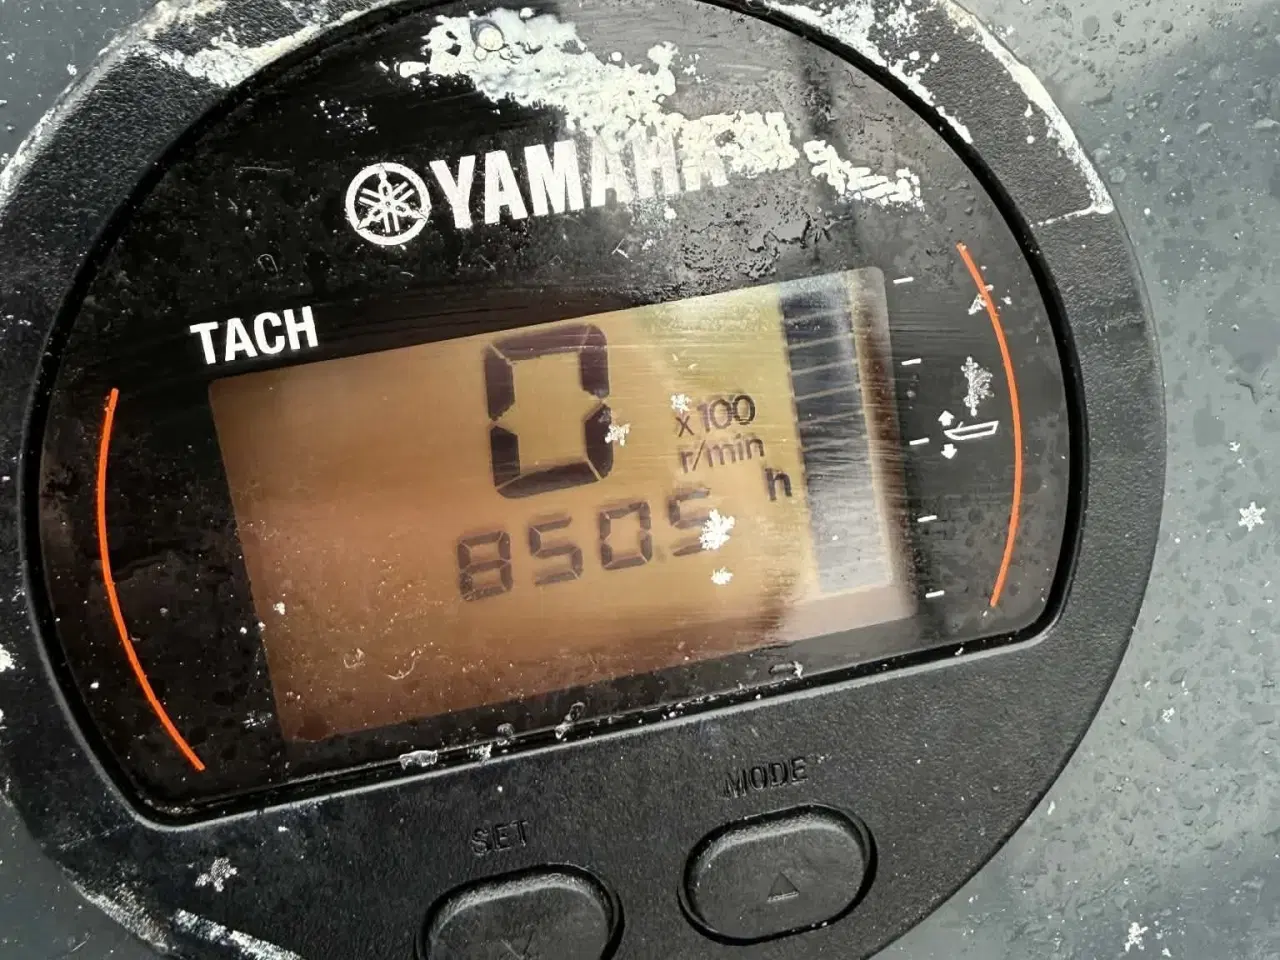 YAMAHA
TACH
0
x100
r/min
h
8505
SET
MODE